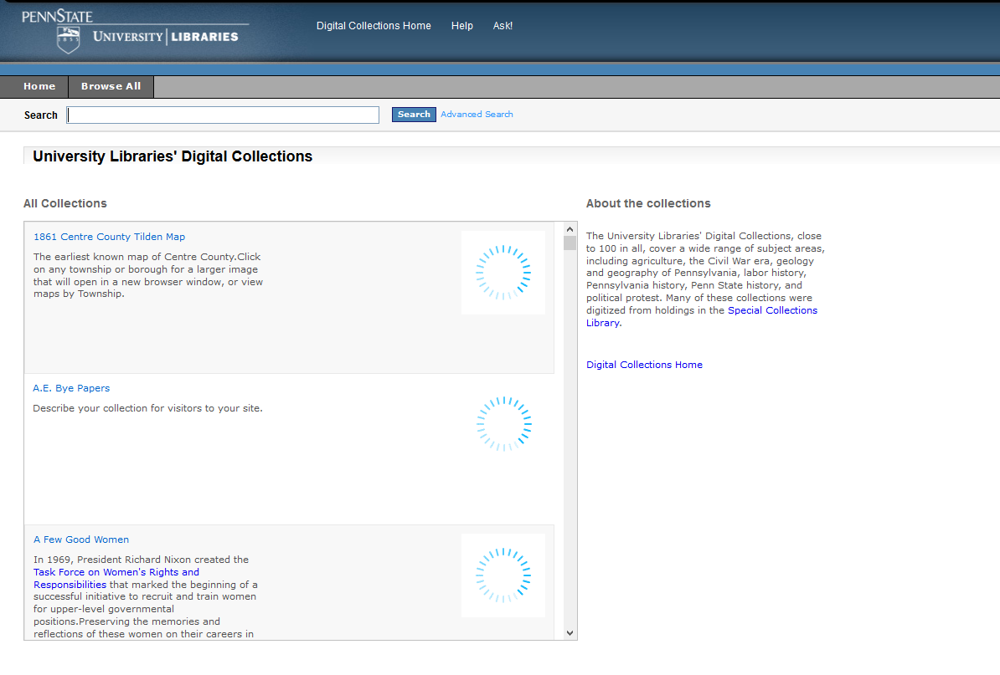 PENNSTATE
1855
UNIVERSITY LIBRARIES
Digital Collections Home Help Ask!
Home Browse All
Search Search Advanced Search
University Libraries' Digital Collections
All Collections
1861 Centre County Tilden Map
The earliest known map of Centre County.Click
on any township or borough for a larger image
that will open in a new browser window, or view
maps by Township.
A.E. Bye Papers
Describe your collection for visitors to your site.
A Few Good Women
In 1969, President Richard Nixon created the
Task Force on Women's Rights and
Responsibilities that marked the beginning of a
successful initiative to recruit and train women
for upper-level governmental
positions.Preserving the memories and
reflections of these women on their careers in
About the collections
The University Libraries' Digital Collections, close
to 100 in all, cover a wide range of subject areas,
including agriculture, the Civil War era, geology
and geography of Pennsylvania, labor history,
Pennsylvania history, Penn State history, and
political protest. Many of these collections were
digitized from holdings in the Special Collections
Library.
Digital Collections Home